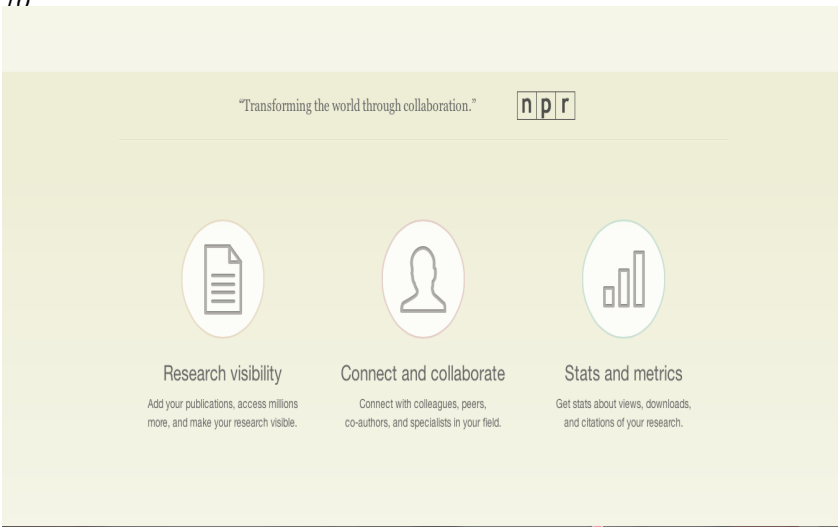 “Transforming the world through collaboration.” npr
Research visibility
Add your publications, access millions
more, and make your research visible.
Connect and collaborate
Connect with colleagues, peers,
co-authors, and specialists in your field.
Stats and metrics
Get stats about views, downloads,
and citations of your research.